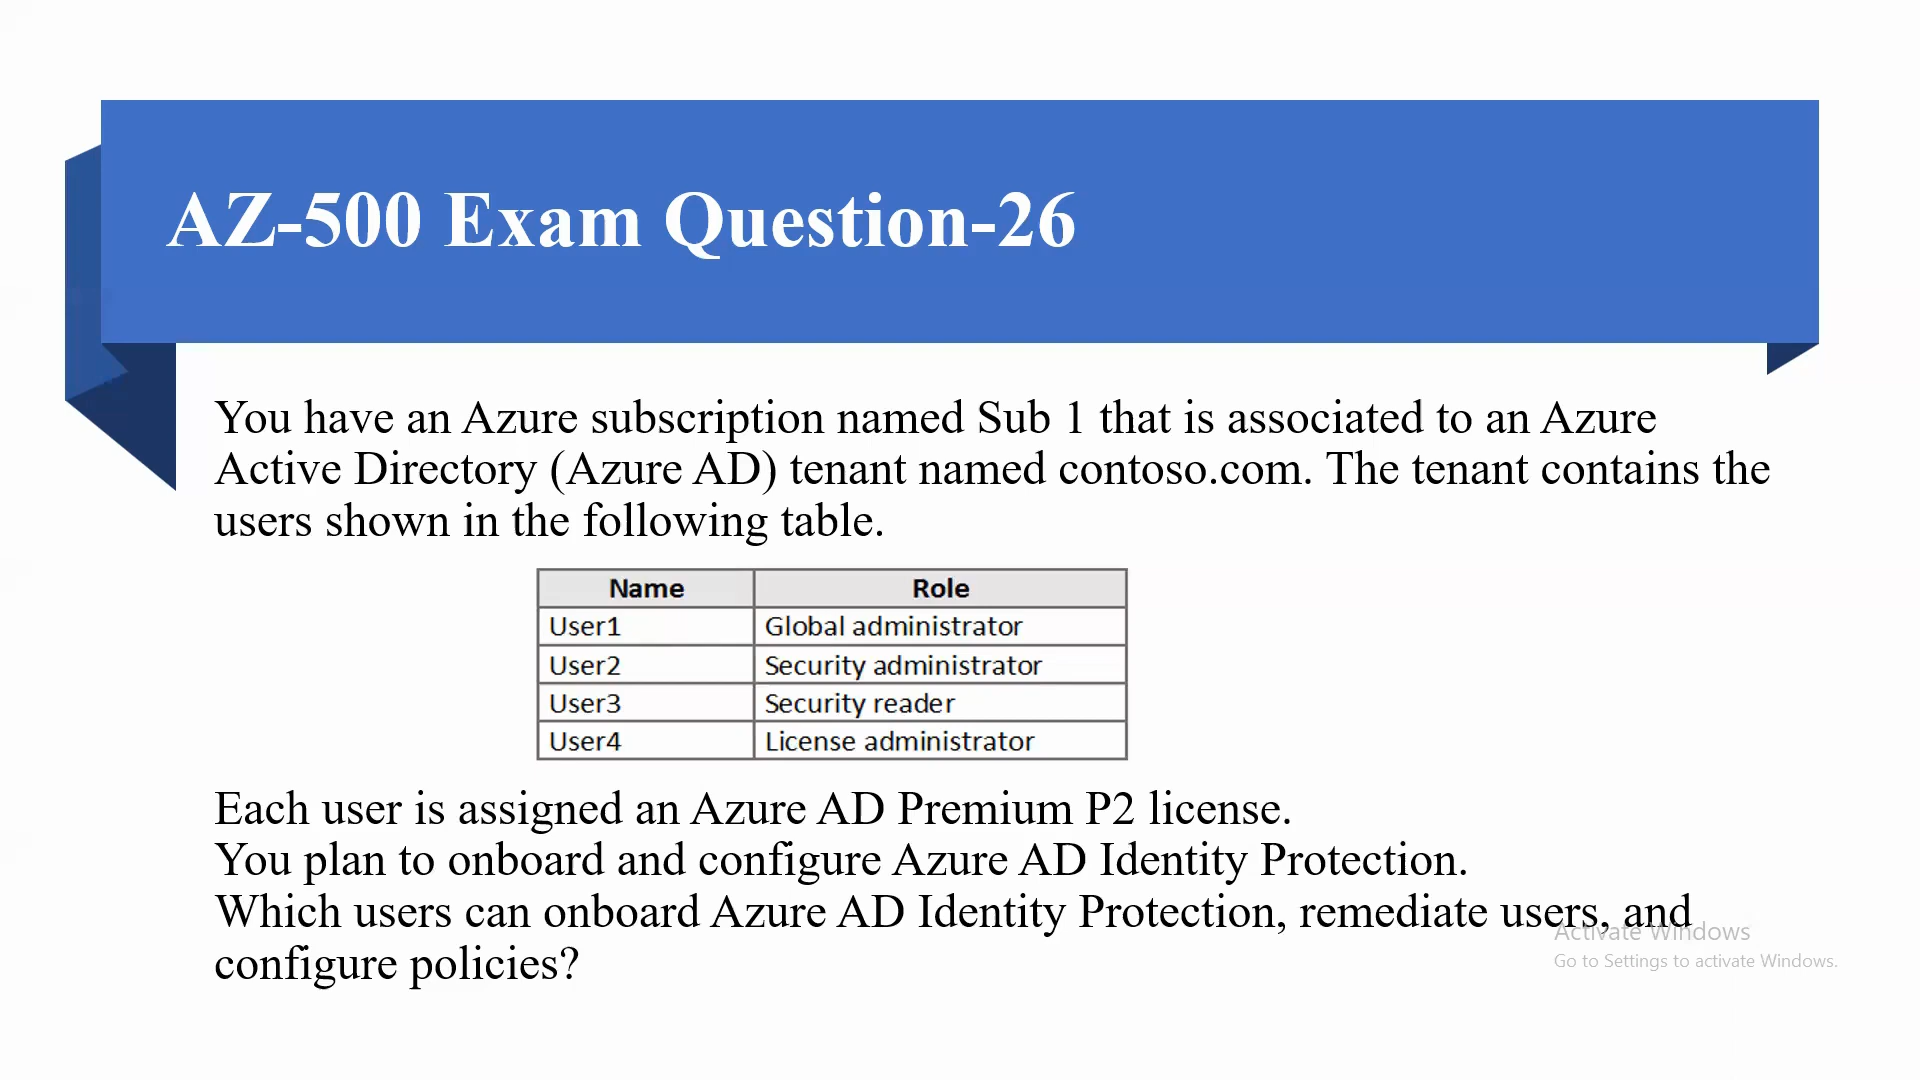 AZ-500 Exam Question-26
You have an Azure subscription named Sub 1 that is associated to an Azure
Active Directory (Azure AD) tenant named contoso.com. The tenant contains the
users shown in the following table.
Name Role
User1 Global administrator
User2 Security administrator
User3 Security reader
User4 License administrator
Each user is assigned an Azure AD Premium P2 license.
You plan to onboard and configure Azure AD Identity Protection.
Which users can onboard Azure AD Identity Protection, remediate users, and
configure policies?
Activate Windows
Go to Settings to activate Windows.